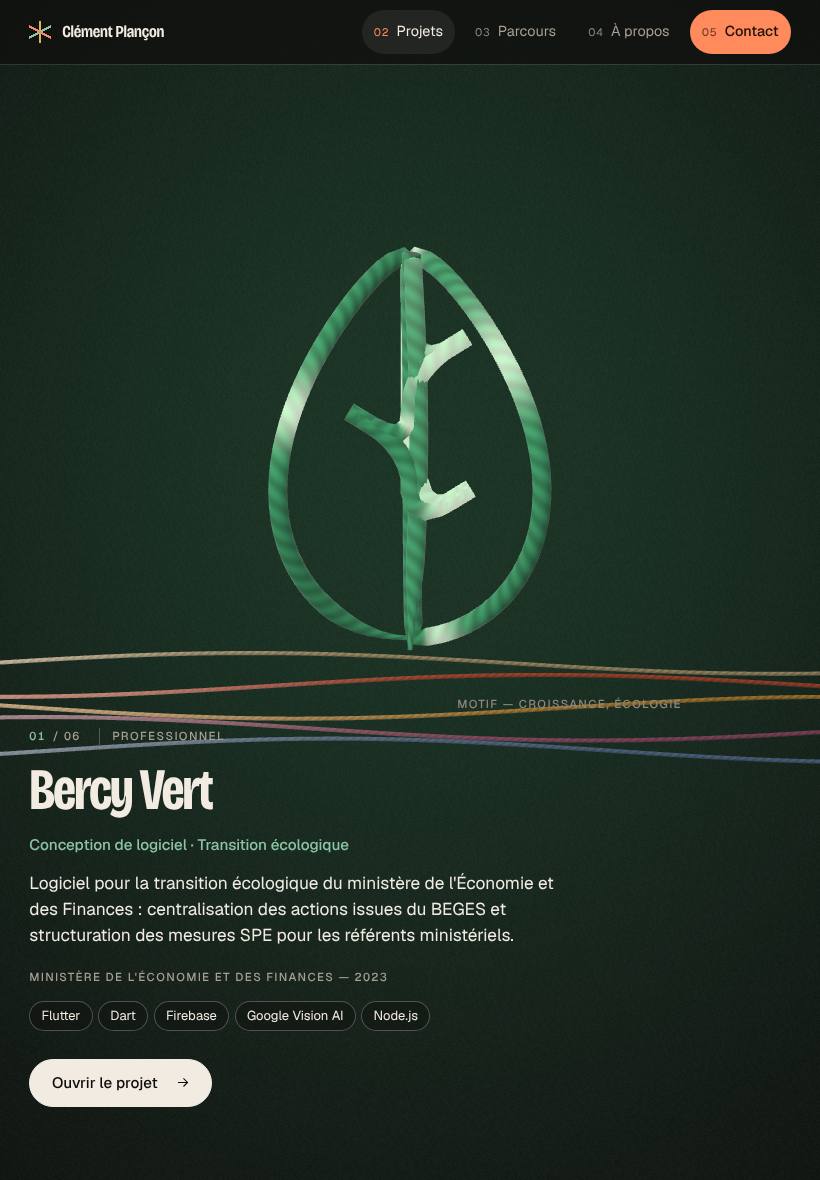 Clément Plançon
02 Projets
03 Parcours
04 À propos
05 Contact
MOTIF — CROISSANCE, ÉCOLOGIE
01 / 06 PROFESSIONNEL
Bercy Vert
Conception de logiciel · Transition écologique
Logiciel pour la transition écologique du ministère de l'Économie et
des Finances : centralisation des actions issues du BEGES et
structuration des mesures SPE pour les référents ministériels.
MINISTÈRE DE L'ÉCONOMIE ET DES FINANCES — 2023
Flutter
Dart
Firebase
Google Vision AI
Node.js
Ouvrir le projet →